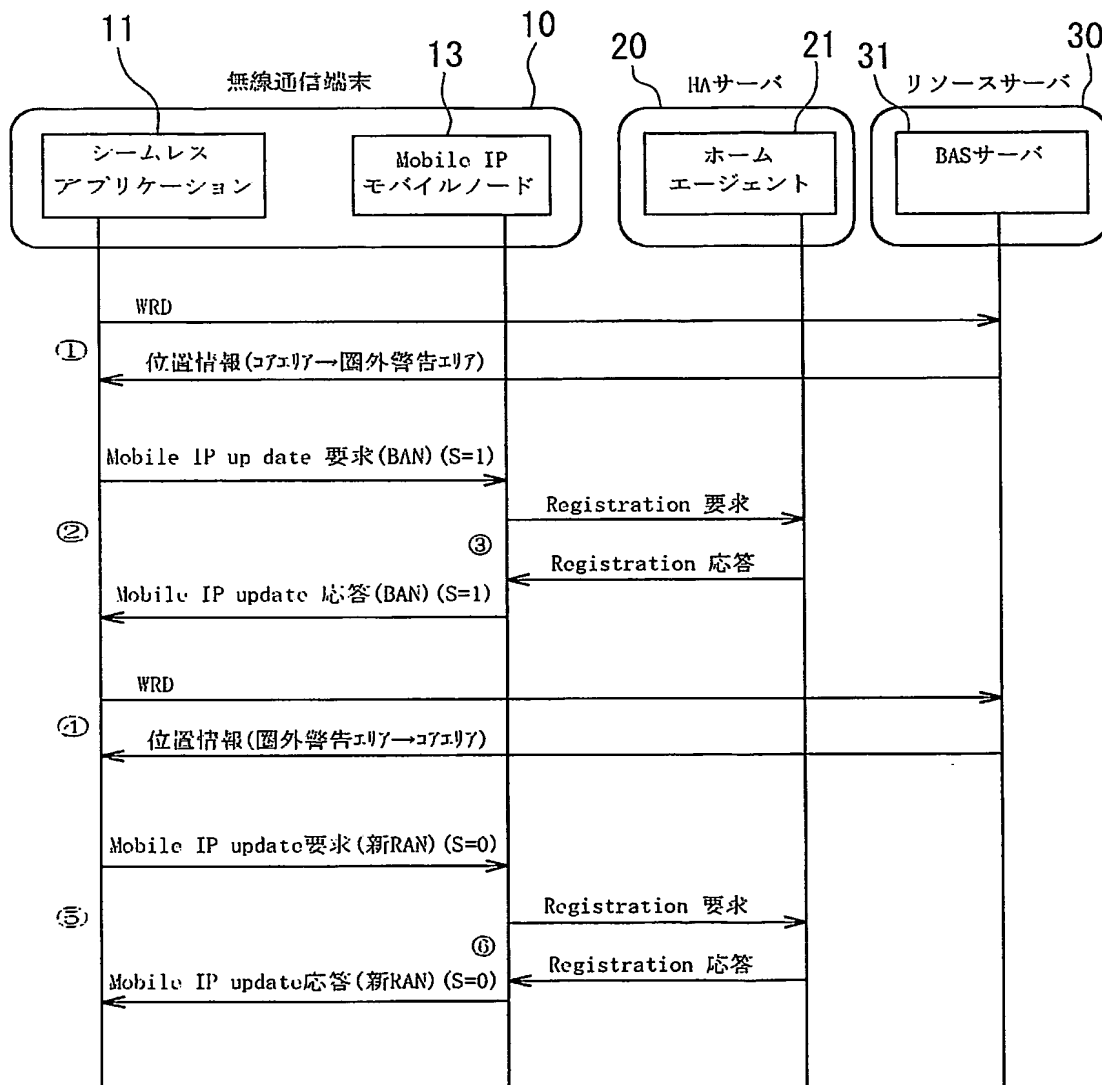 11
13
10
20
21
31
30
無線通信端末
HAサーバ
リソースサーバ
シームレス
アプリケーション
Mobile IP
モバイルノード
ホーム
エージェント
BASサーバ
WRD
①
位置情報(コアエリア→圏外警告エリア)
Mobile IP up date 要求(BAN)(S=1)
Registration 要求
②
③
Registration 応答
Mobile IP update 応答(BAN)(S=1)
WRD
④
位置情報(圏外警告エリア→コアエリア)
Mobile IP update要求(新RAN)(S=0)
Registration 要求
⑤
⑥
Registration 応答
Mobile IP update応答(新RAN)(S=0)